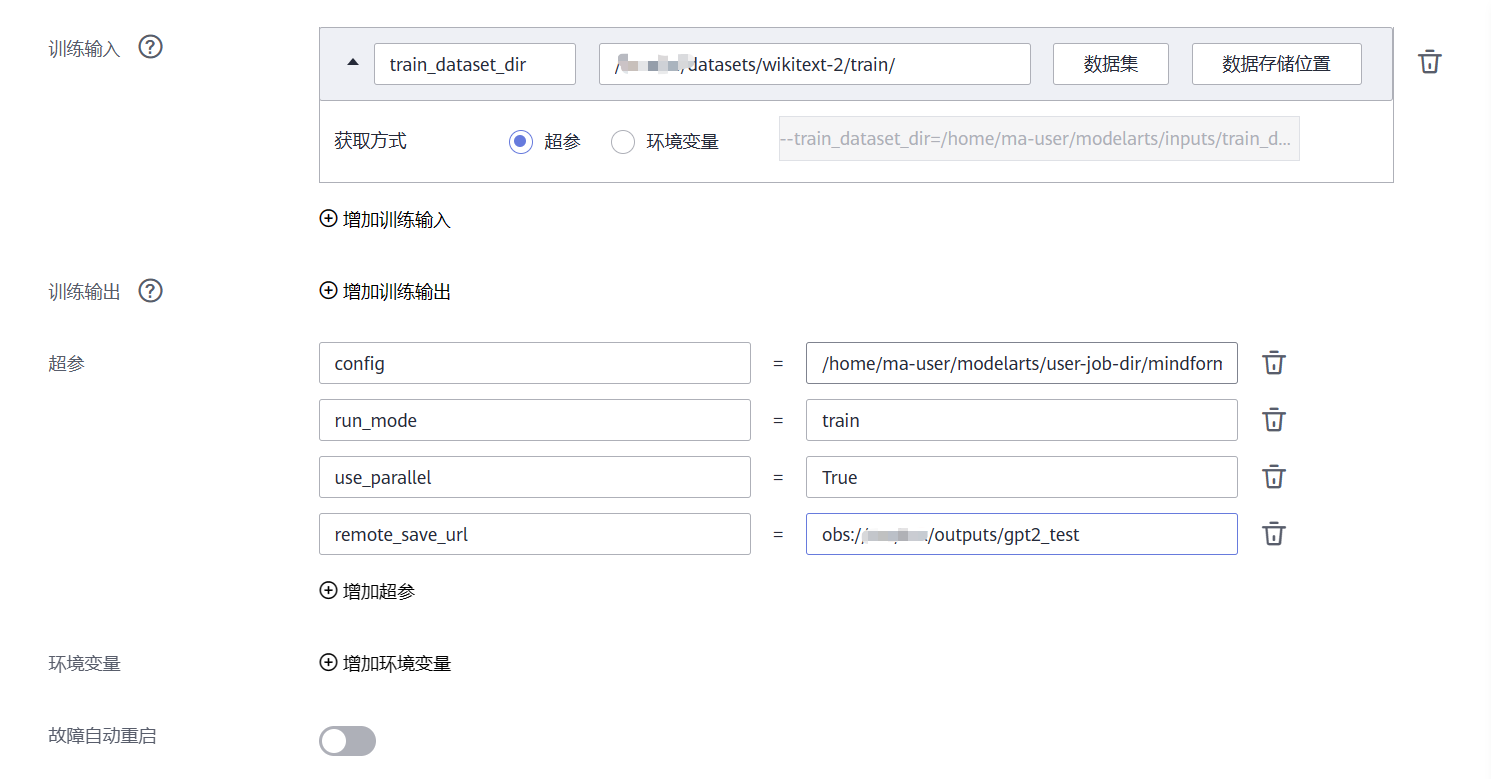 训练输入 ? train_dataset_dir /datasets/wikitext-2/train/ 数据集 数据存储位置
获取方式 超参 环境变量 --train_dataset_dir=/home/ma-user/modelarts/inputs/train_d...
增加训练输入
训练输出 ? 增加训练输出
超参 config = /home/ma-user/modelarts/user-job-dir/mindforn
run_mode = train
use_parallel = True
remote_save_url = obs://outputs/gpt2_test
增加超参
环境变量 增加环境变量
故障自动重启